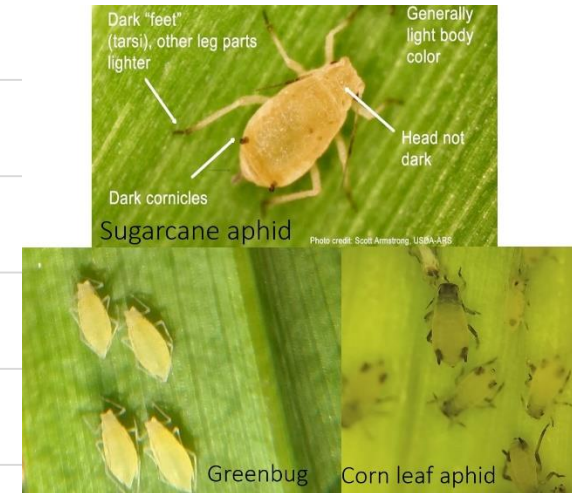 Dark "feet"
(tarsi), other leg parts
lighter
Generally
light body
color
Head not
dark
Dark cornicles
Sugarcane aphid
Photo credit: Scott Armstrong, USDA-ARS
Greenbug
Corn leaf aphid